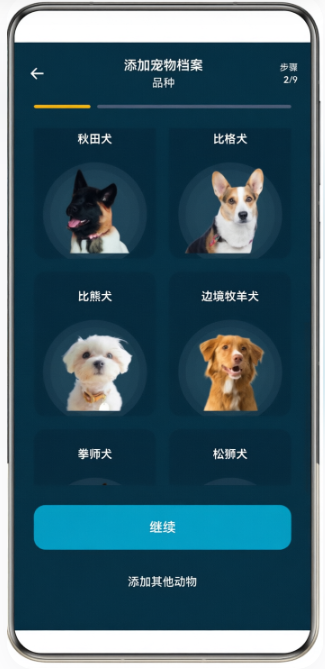 添加宠物档案
品种
步骤
2/9
秋田犬
比格犬
比熊犬
边境牧羊犬
拳师犬
松狮犬
继续
添加其他动物